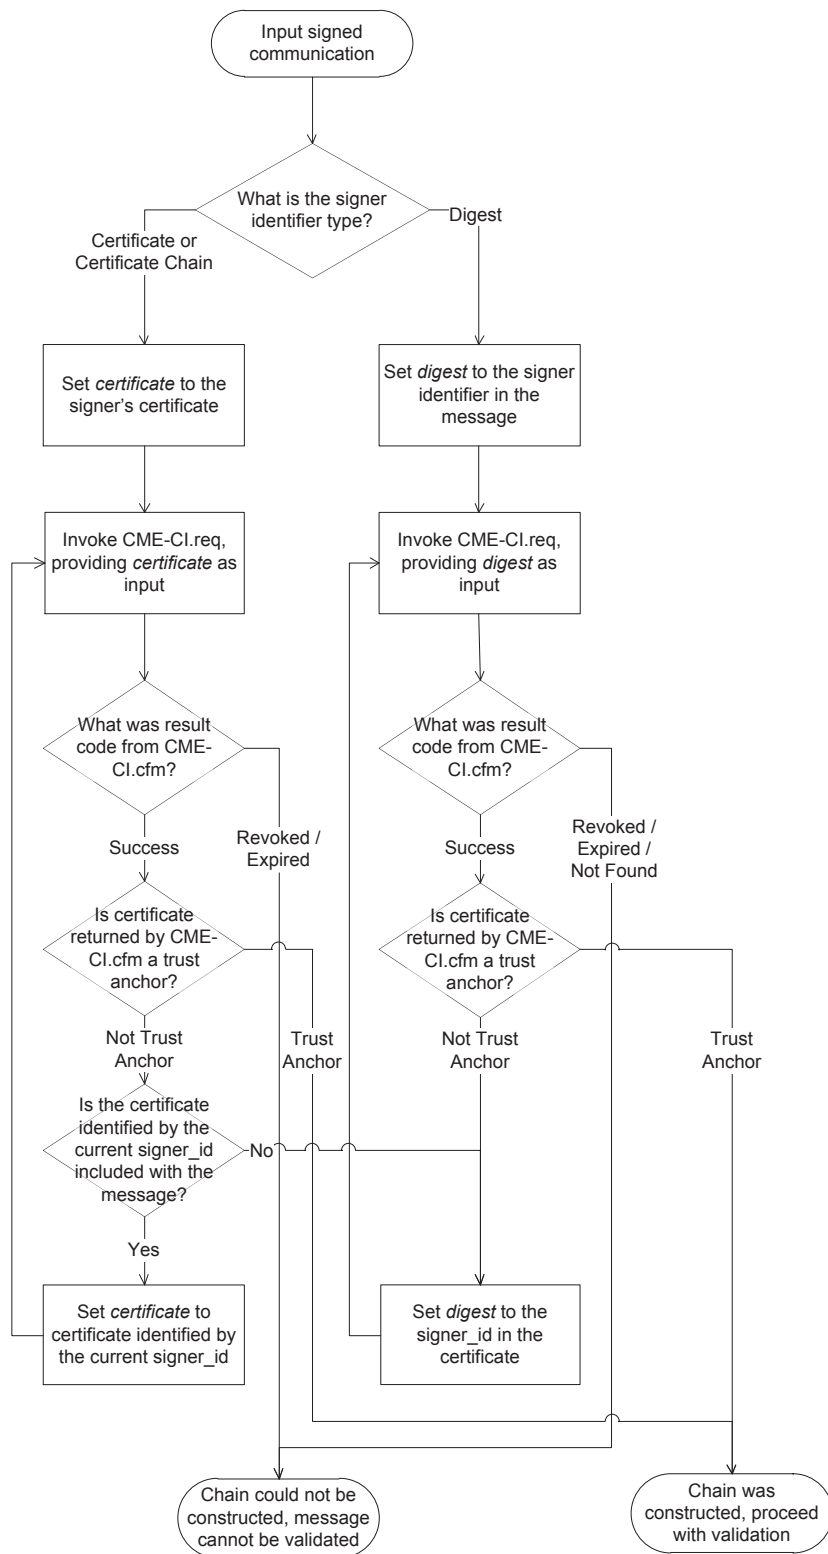 Input signed
communication
What is the signer
identifier type?
Digest
Certificate or
Certificate Chain
Set certificate to the
signer's certificate
Set digest to the signer
identifier in the
message
Invoke CME-CI.req,
providing certificate as
input
Invoke CME-CI.req,
providing digest as
input
What was result
code from CME-
CI.cfm?
What was result
code from CME-
CI.cfm?
Success
Revoked /
Expired
Success
Revoked /
Expired /
Not Found
Is certificate
returned by CME-
CI.cfm a trust
anchor?
Is certificate
returned by CME-
CI.cfm a trust
anchor?
Not Trust
Anchor
Trust
Anchor
Not Trust
Anchor
Trust
Anchor
Is the certificate
identified by the
current signer_id
included with the
message?
No
Yes
Set certificate to
certificate identified by
the current signer_id
Set digest to the
signer_id in the
certificate
Chain could not be
constructed, message
cannot be validated
Chain was
constructed, proceed
with validation